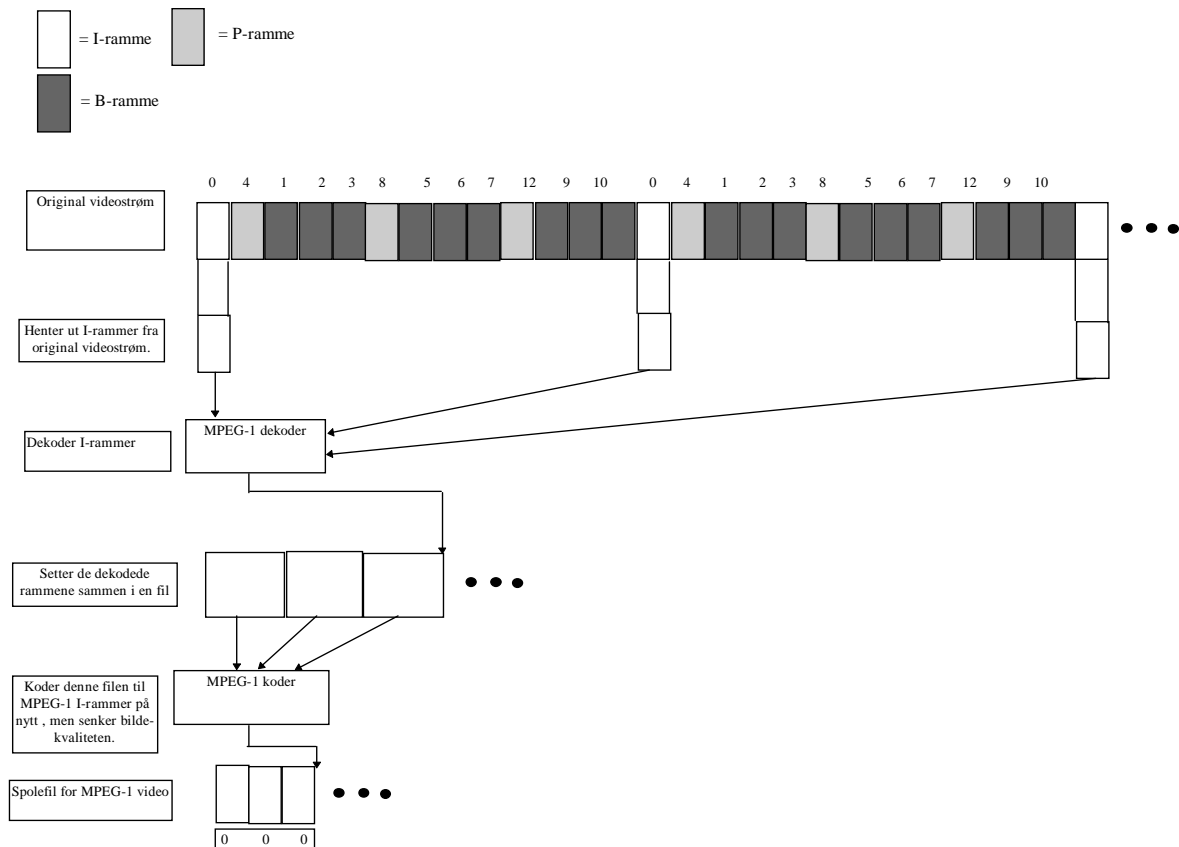 = I-ramme
= P-ramme
= B-ramme
0 4 1 2 3 8 5 6 7 12 9 10 0 4 1 2 3 8 5 6 7 12 9 10
Original videostrøm
Henter ut I-rammer fra
original videostrøm.
MPEG-1 dekoder
Dekoder I-rammer
Setter de dekodede
rammene sammen i en fil
MPEG-1 koder
Koder denne filen til
MPEG-1 I-rammer på
nytt , men senker bilde-
kvaliteten.
Spolefil for MPEG-1 video
0 0 0